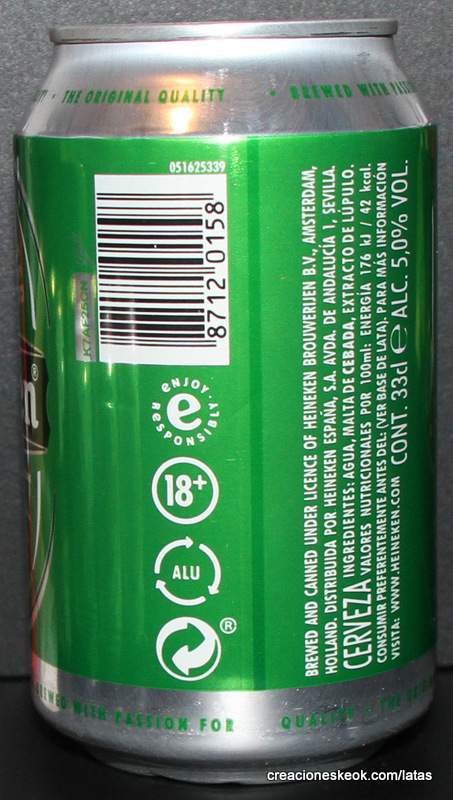 · THE ORIGINAL QUALITY · BREWED WITH PASS
051625339
8712 0158
n®
ENJOY
e
RESPONSIBLY.
18+
ALU
®
BREWED AND CANNED UNDER LICENCE OF HEINEKEN BROUWERIJEN B.V., AMSTERDAM,
HOLLAND. DISTRIBUIDA POR HEINEKEN ESPAÑA, S.A. AVDA. DE ANDALUCÍA 1, SEVILLA.
CERVEZA INGREDIENTES: AGUA, MALTA DE CEBADA, EXTRACTO DE LÚPULO.
VALORES NUTRICIONALES POR 100ml: ENERGÍA 176 kJ / 42 kcal.
CONSUMIR PREFERENTEMENTE ANTES DEL: (VER BASE DE LATA). PARA MÁS INFORMACIÓN
VISITA: WWW.HEINEKEN.COM CONT. 33cl e ALC. 5,0% VOL.
BREWED WITH PASSION FOR QUALITY · THE ORIG
creacioneskeok.com/latas